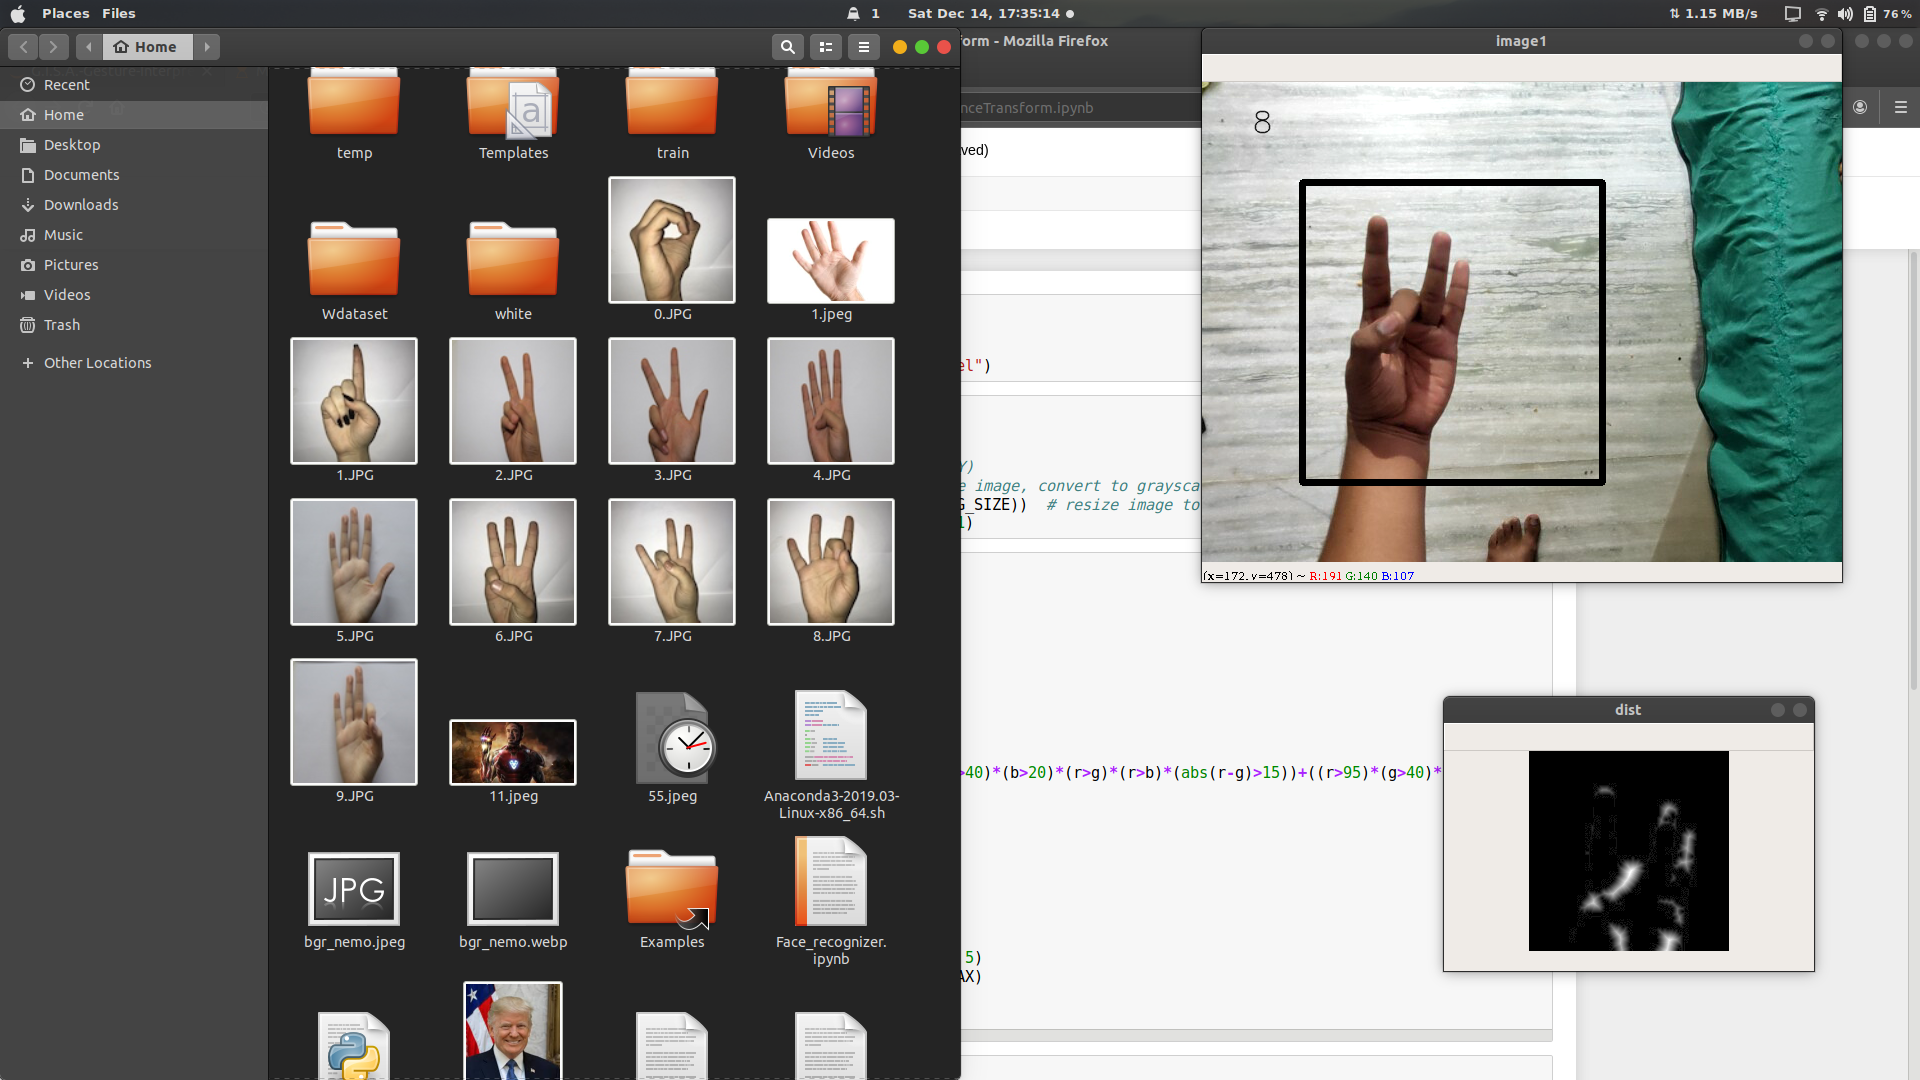 Places Files
1
Sat Dec 14, 17:35:14
1.15 MB/s
76%
Home
Recent
Home
Desktop
Documents
Downloads
Music
Pictures
Videos
Trash
Other Locations
temp
Templates
train
Videos
Wdataset
white
0.JPG
1.jpeg
1.JPG
2.JPG
3.JPG
4.JPG
5.JPG
6.JPG
7.JPG
8.JPG
9.JPG
11.jpeg
55.jpeg
Anaconda3-2019.03-
Linux-x86_64.sh
JPG
bgr_nemo.jpeg
bgr_nemo.webp
Examples
Face_recognizer.
ipynb
orm - Mozilla Firefox
nceTransform.ipynb
ved)
el")
Y)
e image, convert to graysca
G_SIZE)) # resize image to
1)
>40)*(b>20)*(r>g)*(r>b)*(abs(r-g)>15))+((r>95)*(g>40)*
5)
AX)
image1
8
(x=172, y=478) ~ R:191 G:140 B:107
dist